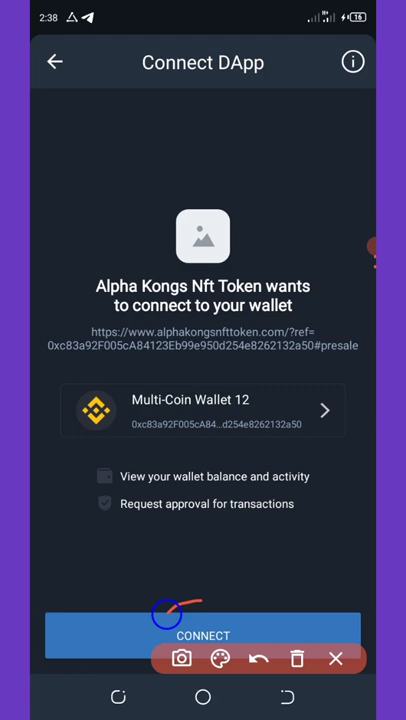 2:38
16
Connect DApp
Alpha Kongs Nft Token wants
to connect to your wallet
https://www.alphakongsnfttoken.com/?ref=
0xc83a92F005cA84123Eb99e950d254e8262132a50#presale
Multi-Coin Wallet 12
0xc83a92F005cA84...d254e8262132a50
View your wallet balance and activity
Request approval for transactions
CONNECT